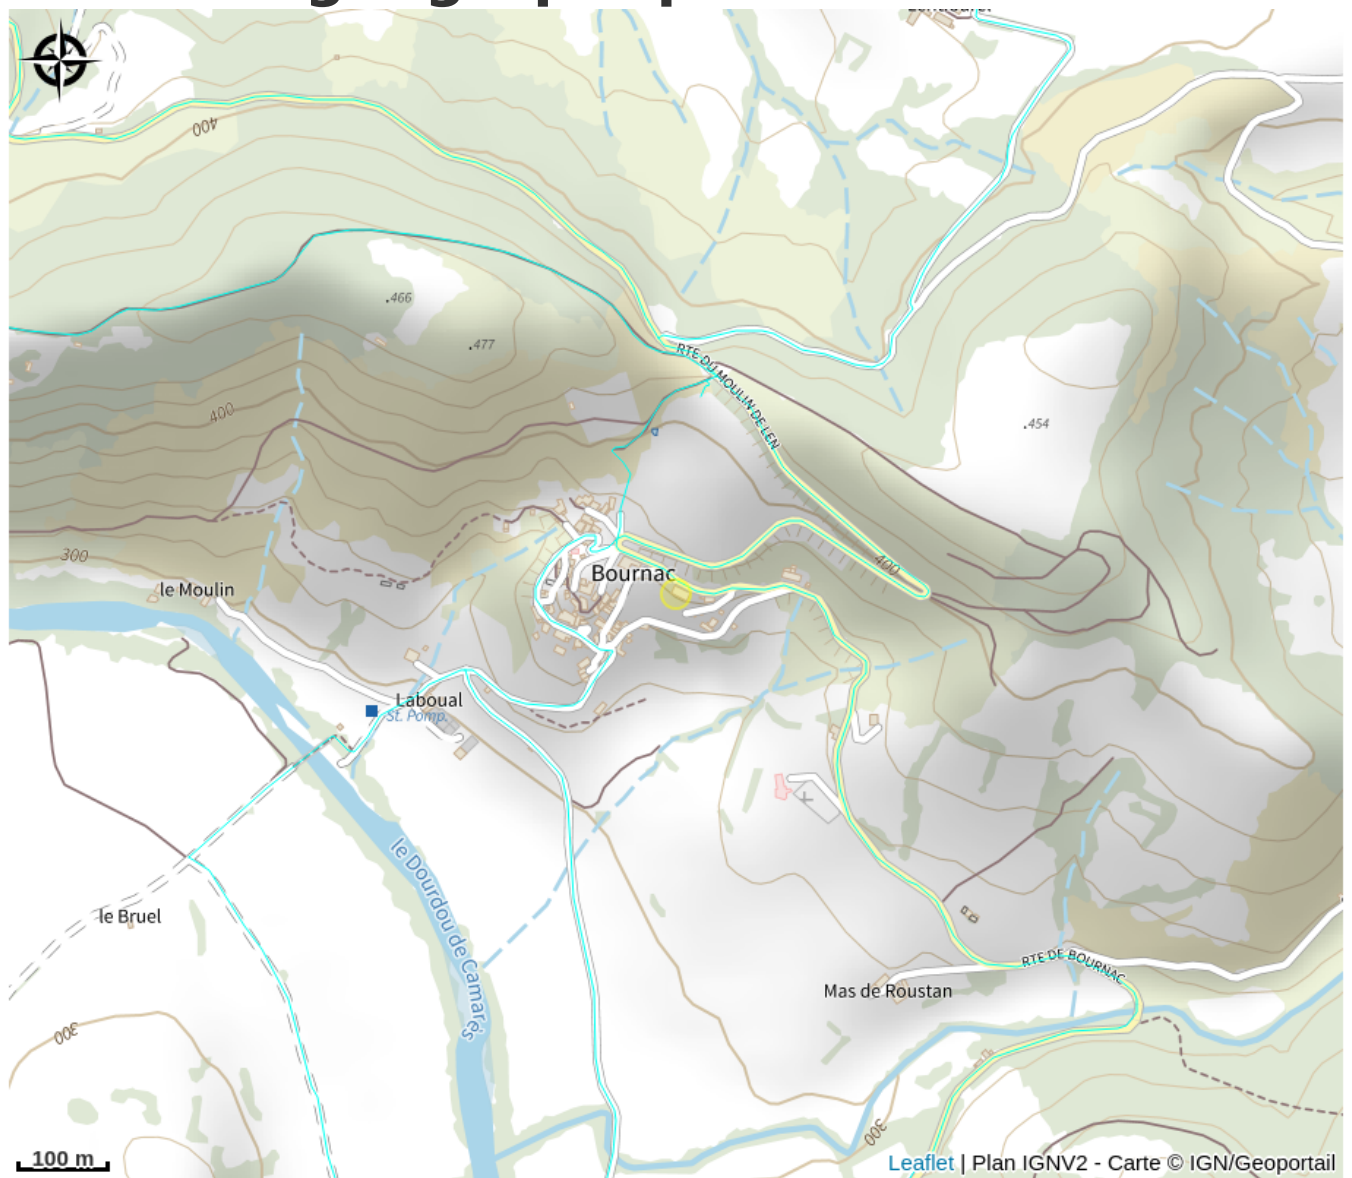 400
.466
.477
RTE DU MOULIN DE LEN
400
.454
300
400
Bournac
le Moulin
Laboual
St. Pomp.
le Dourdou de Camarès
le Bruel
RTE DE BOURNAC
Mas de Roustan
300
300
100 m
Leaflet | Plan IGNV2 - Carte © IGN/Geoportail